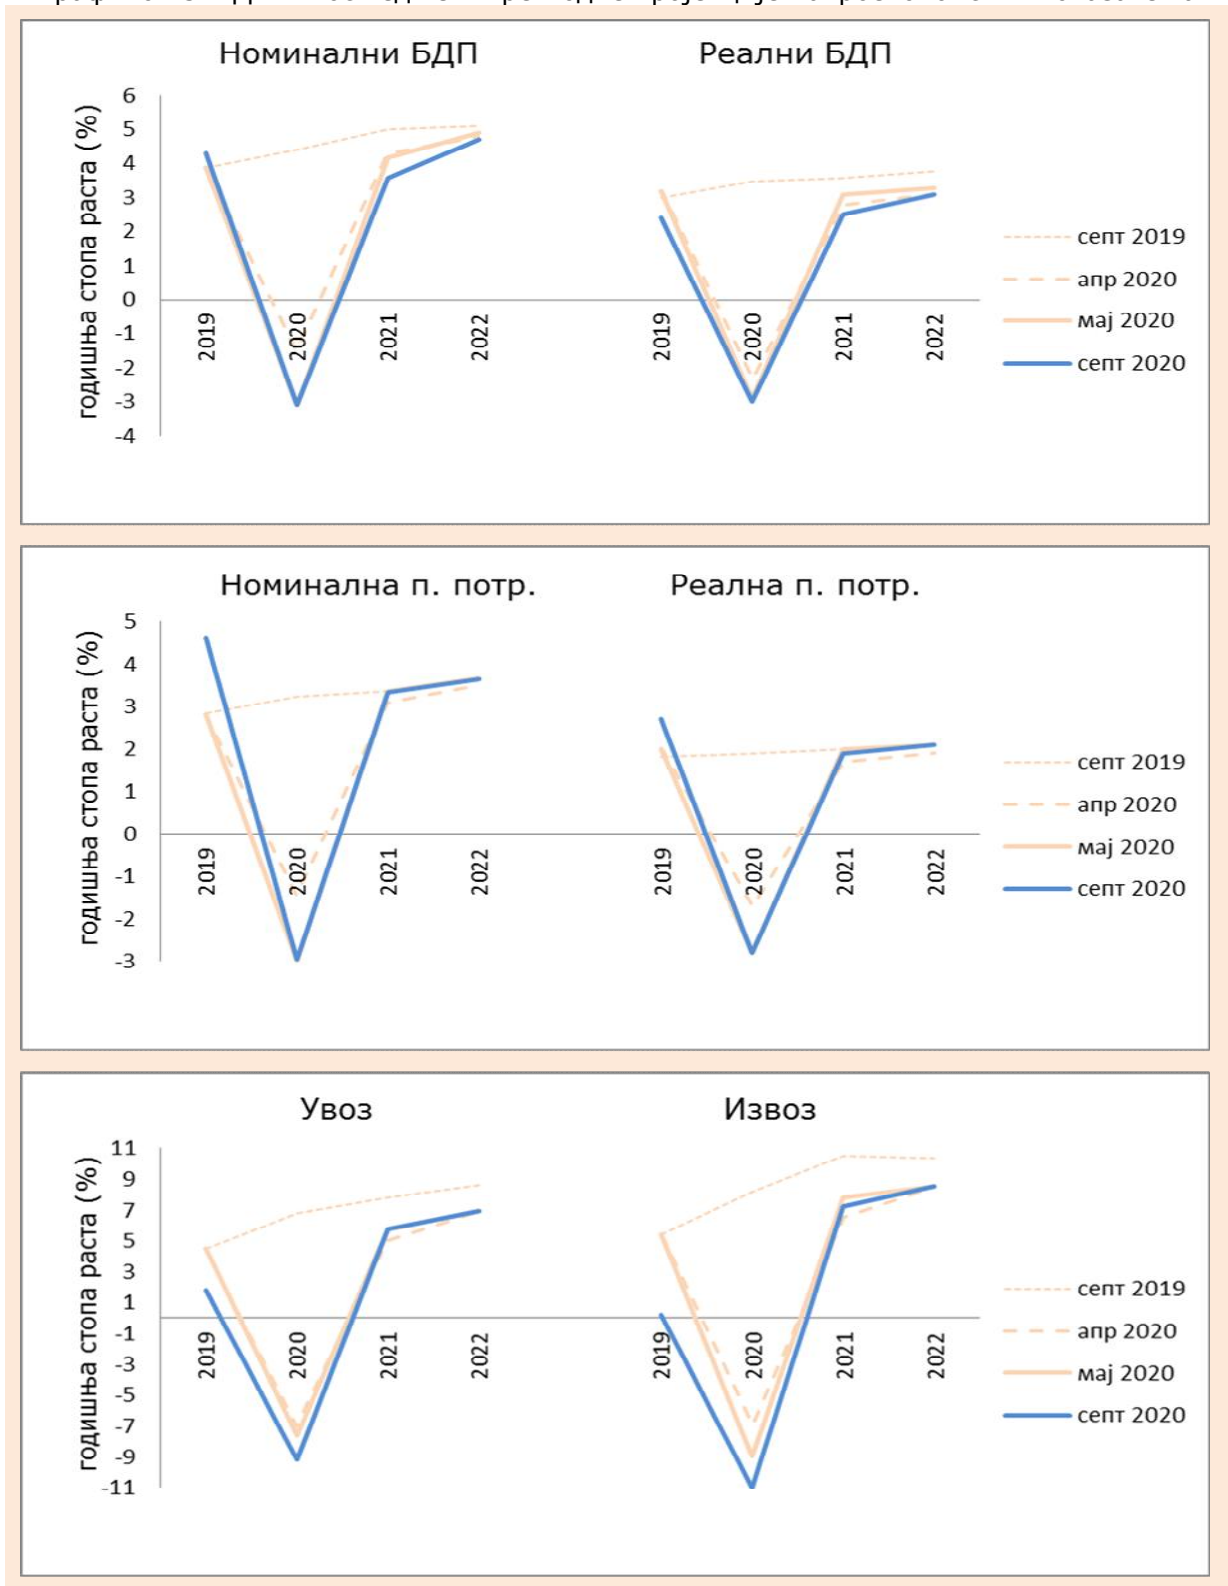 Номинални БДП
Реални БДП
годишња стопа раста (%)
6
5
4
3
2
1
0
-1
-2
-3
-4
2019
2020
2021
2022
2019
2020
2021
2022
септ 2019
апр 2020
мај 2020
септ 2020
Номинална п. потр.
Реална п. потр.
годишња стопа раста (%)
5
4
3
2
1
0
-1
-2
-3
2019
2020
2021
2022
2019
2020
2021
2022
септ 2019
апр 2020
мај 2020
септ 2020
Увоз
Извоз
годишња стопа раста (%)
11
9
7
5
3
1
-1
-3
-5
-7
-9
-11
2019
2020
2021
2022
2019
2020
2021
2022
септ 2019
апр 2020
мај 2020
септ 2020